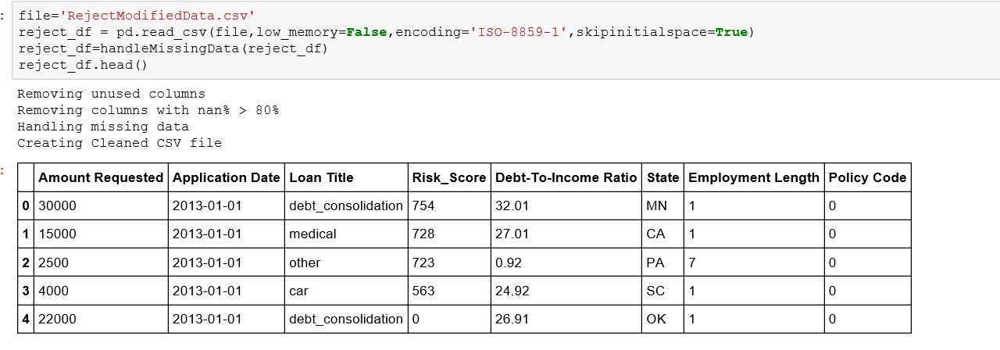 :
file='RejectModifiedData.csv'
reject_df = pd.read_csv(file,low_memory=False,encoding='ISO-8859-1',skipinitialspace=True)
reject_df=handleMissingData(reject_df)
reject_df.head()
Removing unused columns
Removing columns with nan% > 80%
Handling missing data
Creating Cleaned CSV file
:
Amount Requested Application Date Loan Title Risk_Score Debt-To-Income Ratio State Employment Length Policy Code
0 30000 2013-01-01 debt_consolidation 754 32.01 MN 1 0
1 15000 2013-01-01 medical 728 27.01 CA 1 0
2 2500 2013-01-01 other 723 0.92 PA 7 0
3 4000 2013-01-01 car 563 24.92 SC 1 0
4 22000 2013-01-01 debt_consolidation 0 26.91 OK 1 0